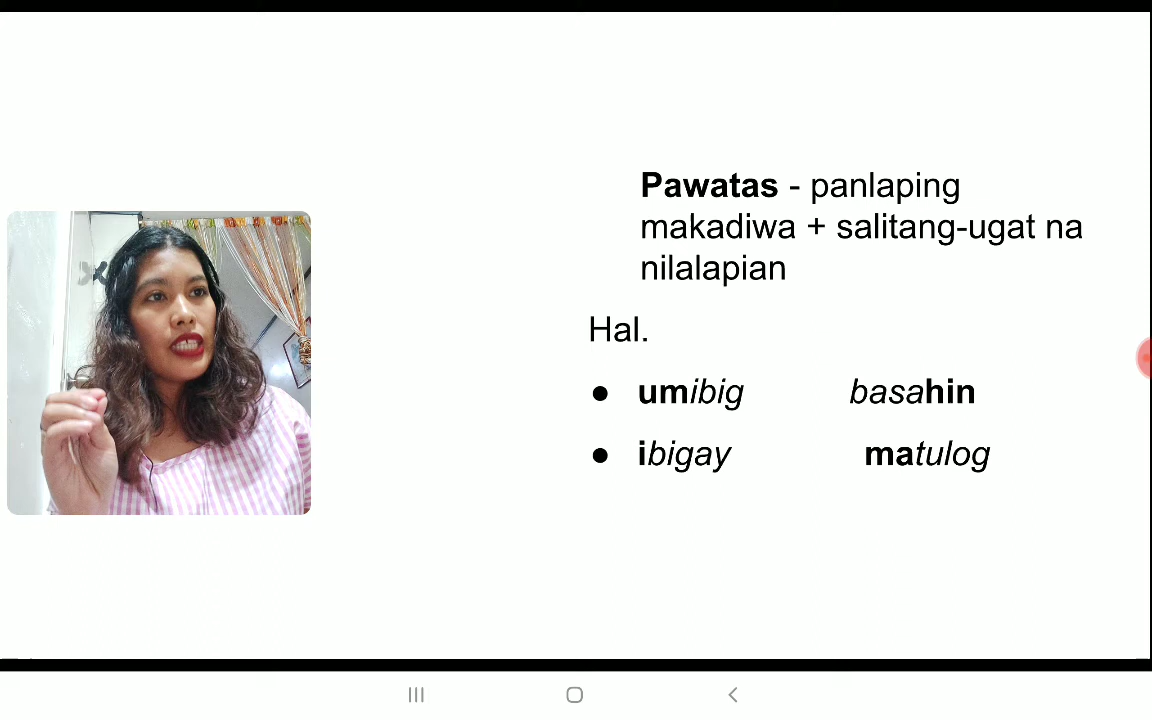 Pawatas - panlaping
makadiwa + salitang-ugat na
nilalapian
Hal.
● umibig basahin
● ibigay matulog